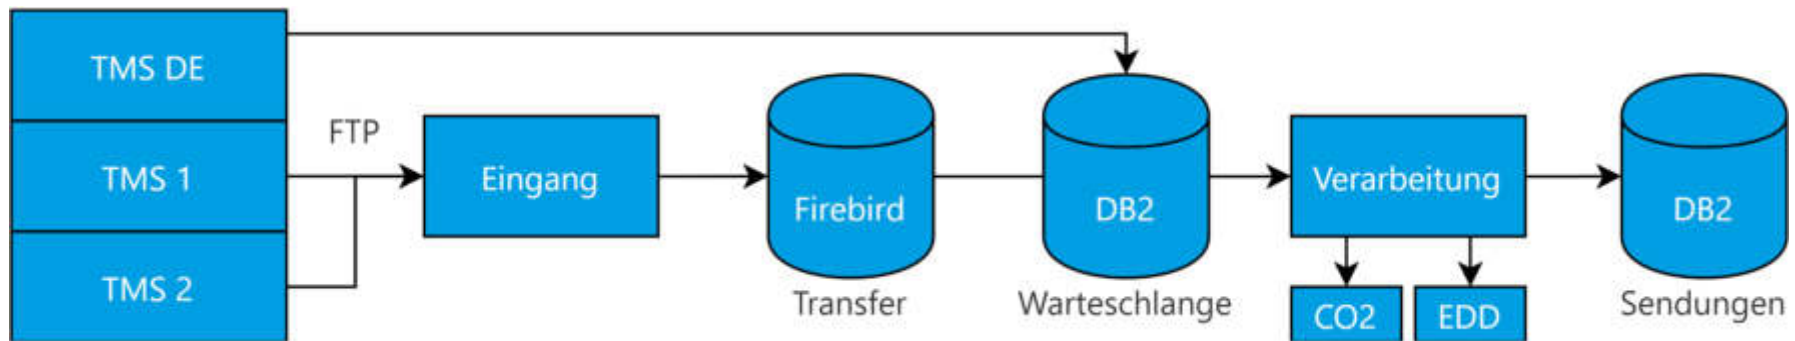 TMS DE
TMS 1
TMS 2
FTP
Eingang
Firebird
Transfer
DB2
Warteschlange
Verarbeitung
CO2
EDD
DB2
Sendungen